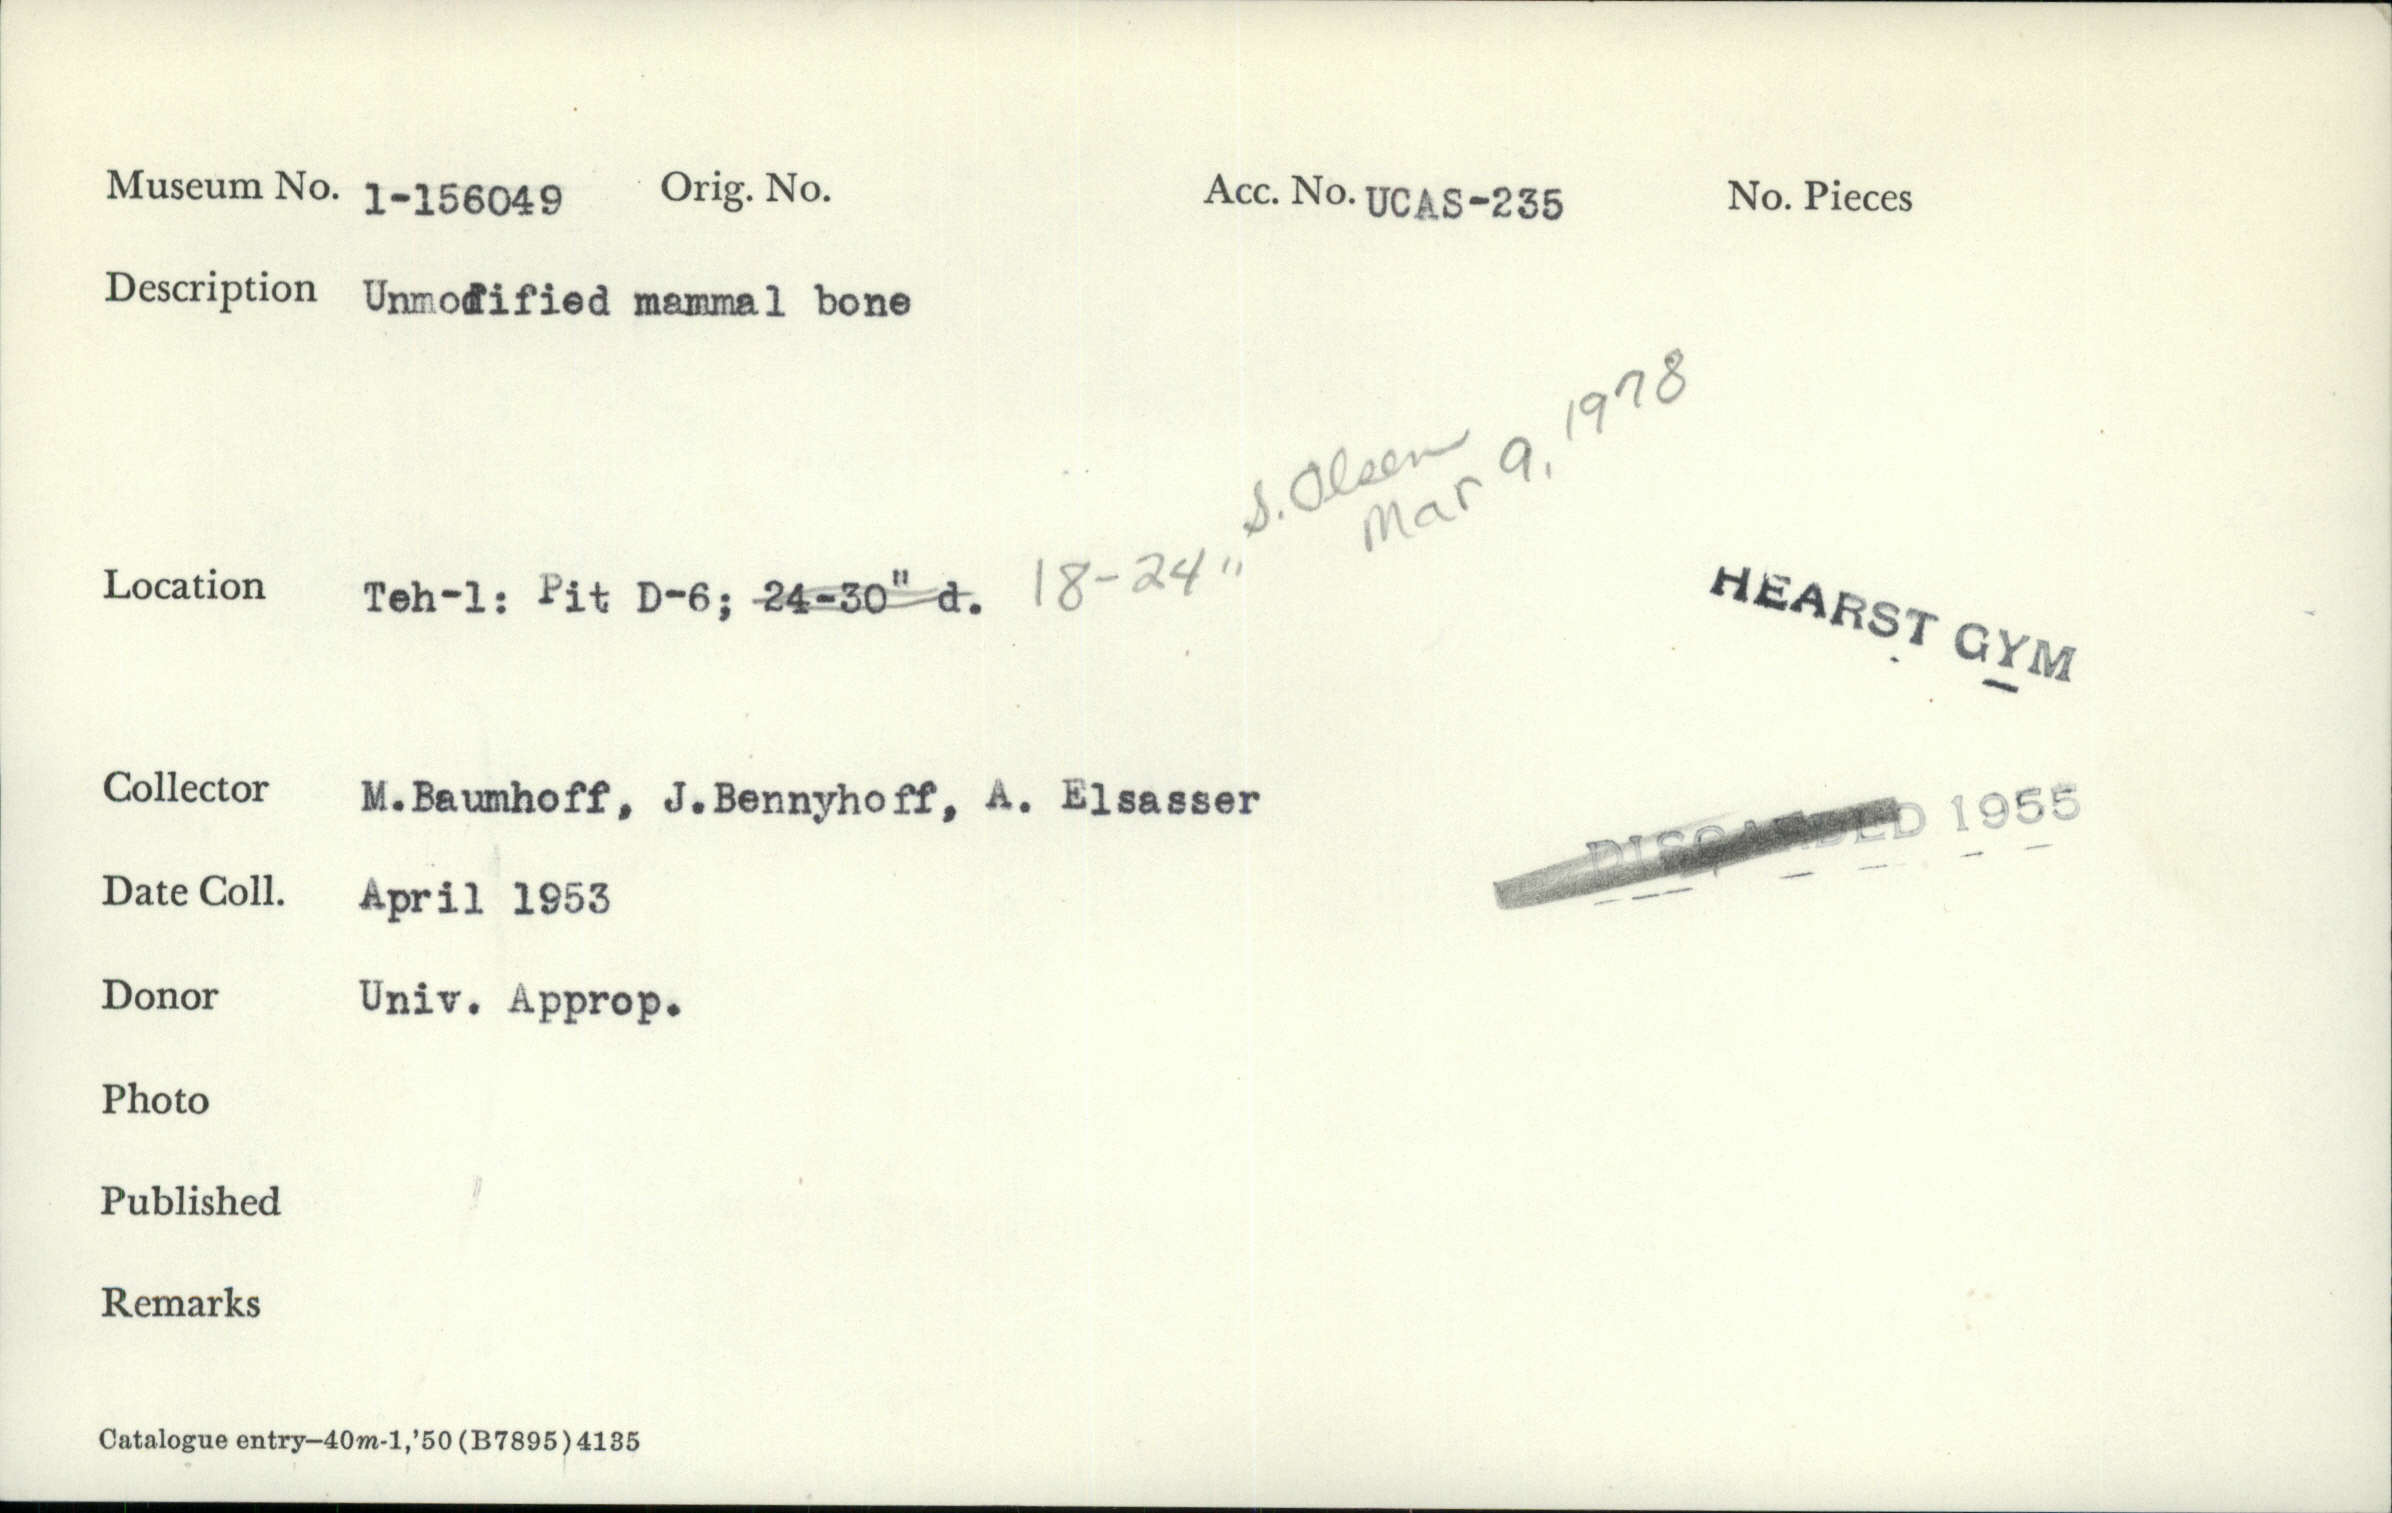 Museum No. 1-156049 Orig. No. Acc. No. UCAS-235 No. Pieces
Description Unmodified mammal bone
S. Olsen
Mar 9, 1978
Location Teh-1: Pit D-6; 24-30" d. 18-24"
HEARST GYM
Collector M.Baumhoff, J.Bennyhoff, A. Elsasser
DISCARDED 1955
Date Coll. April 1953
Donor Univ. Approp.
Photo
Published
Remarks
Catalogue entry—40m-1,'50(B7895)4135